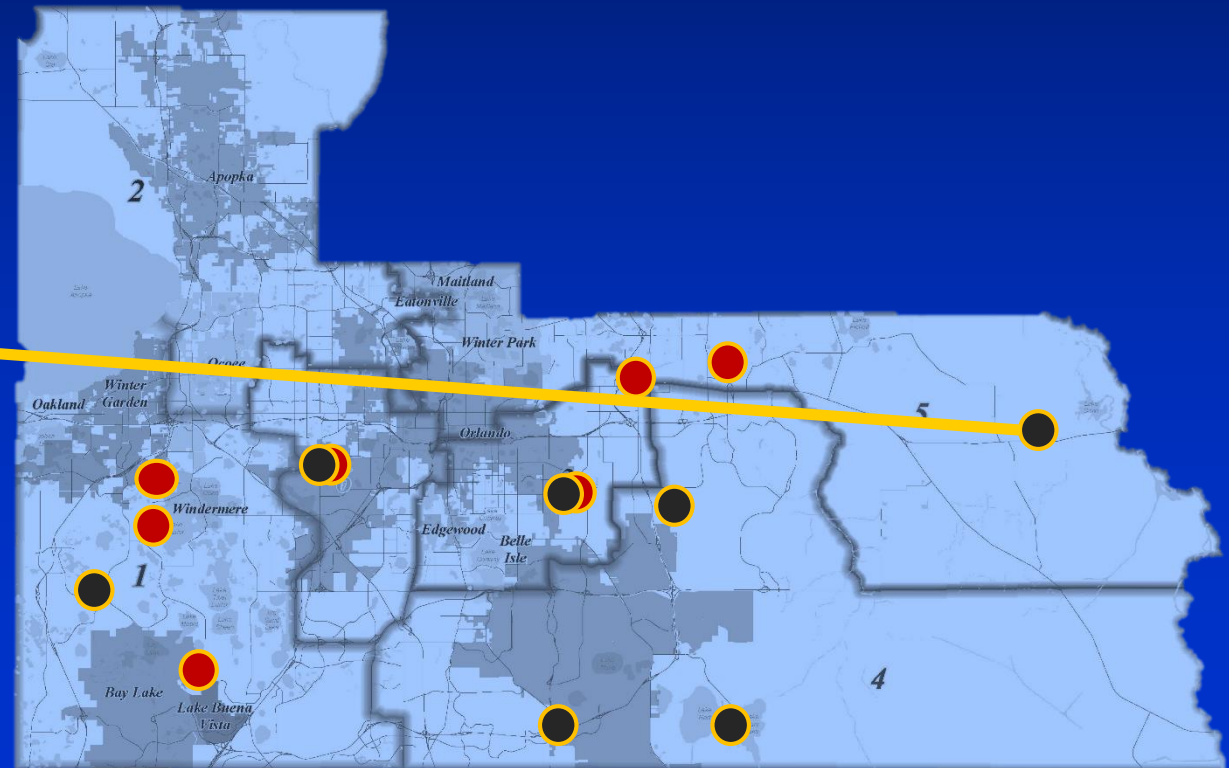 2
Apopka
Maitland
Eatonville
Winter Park
Ocoee
Winter
Garden
Oakland
5
Orlando
Windermere
Edgewood
Belle
Isle
1
4
Bay Lake
Lake Buena
Vista